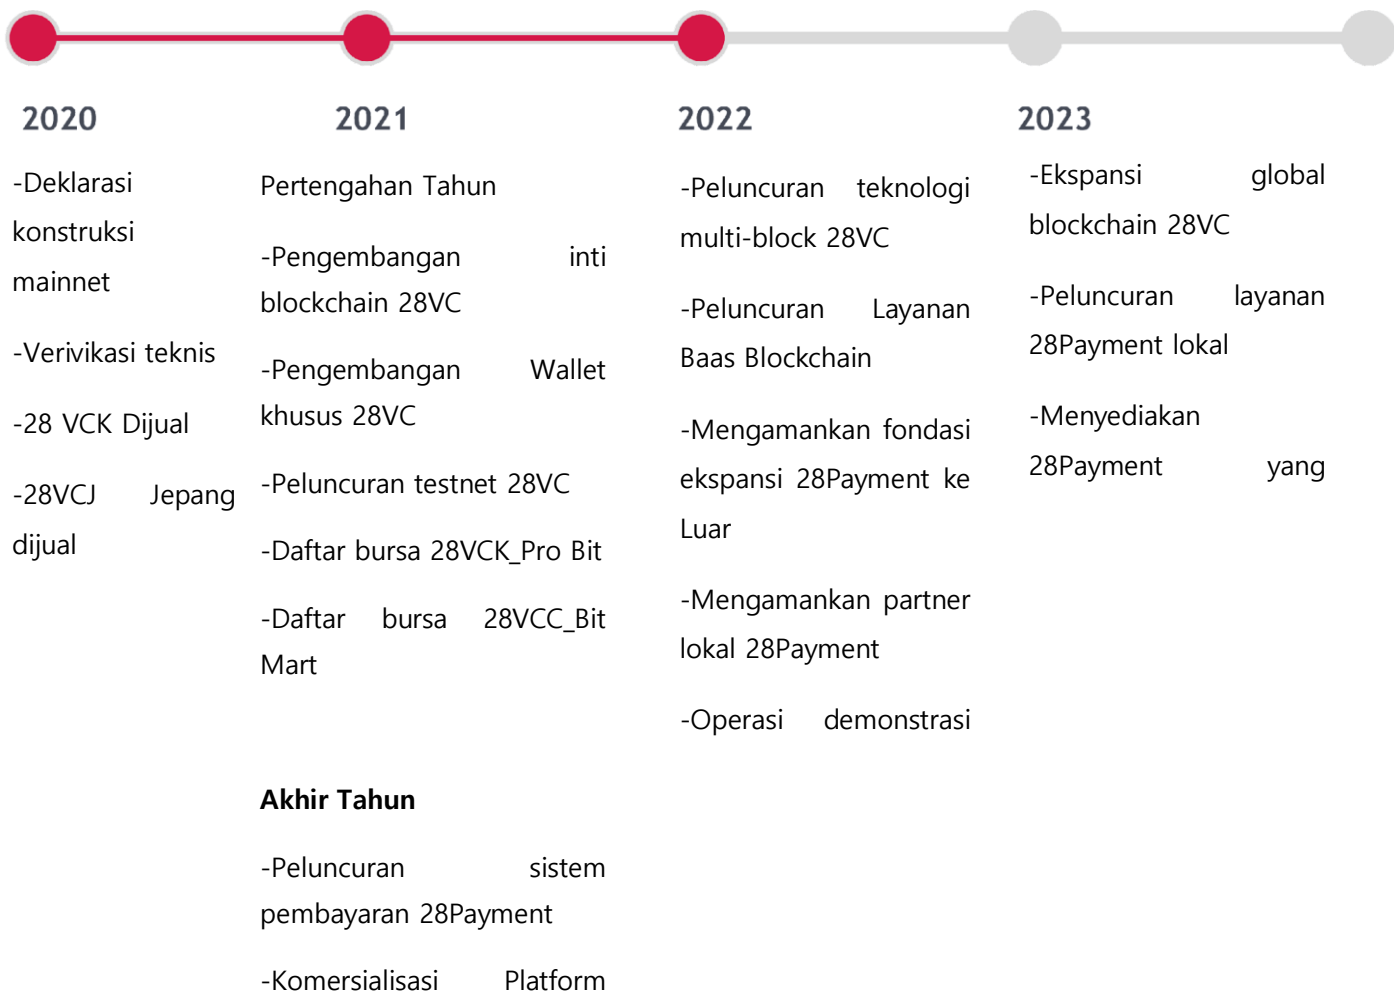 2020
-Deklarasi
konstruksi
mainnet
-Verivikasi teknis
-28 VCK Dijual
-28VCJ Jepang
dijual
2021
Pertengahan Tahun
-Pengembangan inti
blockchain 28VC
-Pengembangan Wallet
khusus 28VC
-Peluncuran testnet 28VC
-Daftar bursa 28VCK_Pro Bit
-Daftar bursa 28VCC_Bit
Mart
Akhir Tahun
-Peluncuran sistem
pembayaran 28Payment
-Komersialisasi Platform
2022
-Peluncuran teknologi
multi-block 28VC
-Peluncuran Layanan
Baas Blockchain
-Mengamankan fondasi
ekspansi 28Payment ke
Luar
-Mengamankan partner
lokal 28Payment
-Operasi demonstrasi
2023
-Ekspansi global
blockchain 28VC
-Peluncuran layanan
28Payment lokal
-Menyediakan
28Payment yang